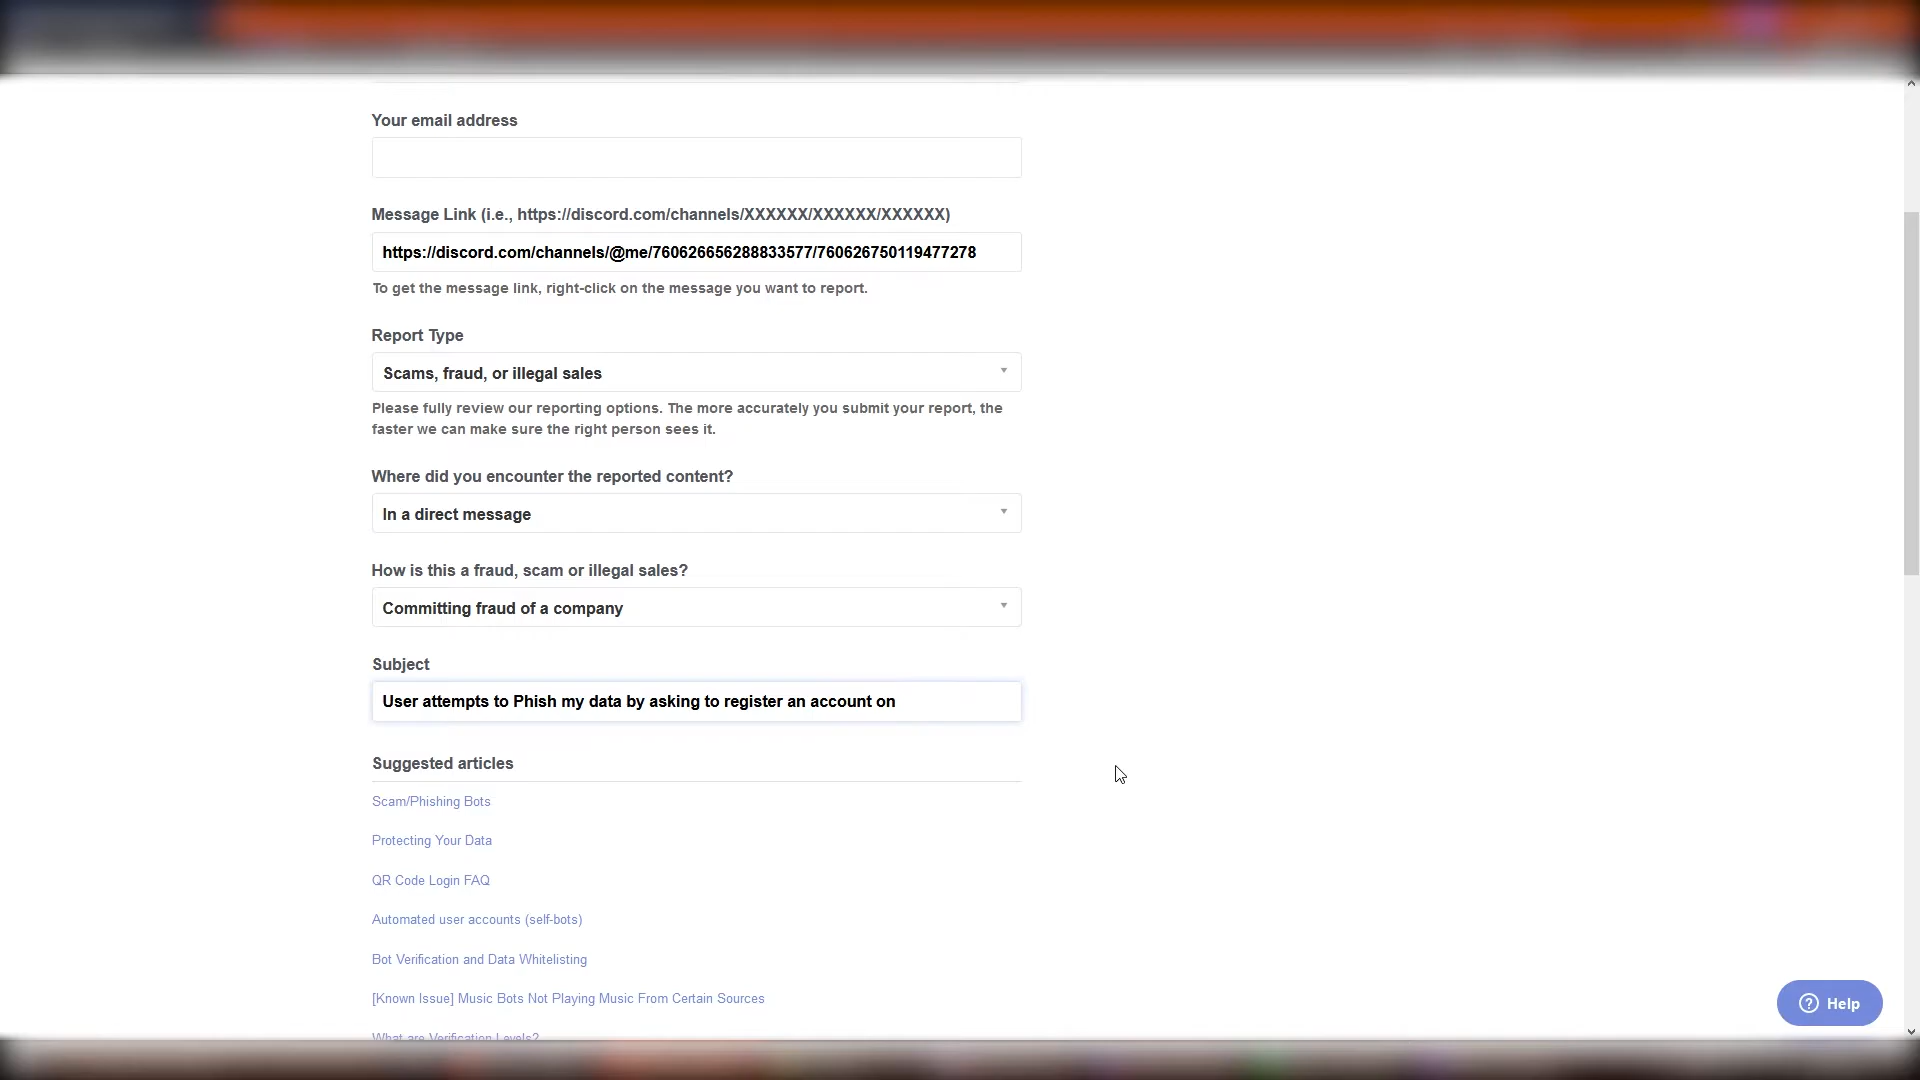 Your email address
Message Link (i.e., https://discord.com/channels/XXXXXX/XXXXXX/XXXXXX)
https://discord.com/channels/@me/760626656288833577/760626750119477278
To get the message link, right-click on the message you want to report.
Report Type
Scams, fraud, or illegal sales
Please fully review our reporting options. The more accurately you submit your report, the
faster we can make sure the right person sees it.
Where did you encounter the reported content?
In a direct message
How is this a fraud, scam or illegal sales?
Committing fraud of a company
Subject
User attempts to Phish my data by asking to register an account on
Suggested articles
Scam/Phishing Bots
Protecting Your Data
QR Code Login FAQ
Automated user accounts (self-bots)
Bot Verification and Data Whitelisting
[Known Issue] Music Bots Not Playing Music From Certain Sources
What are Verification Levels?
Help